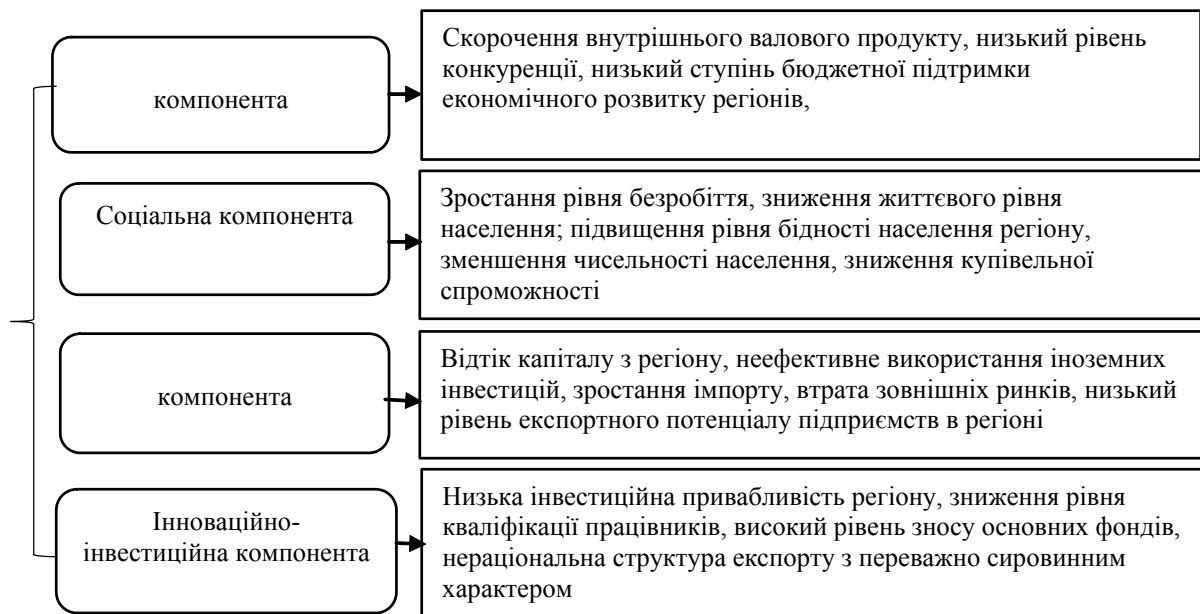 компонента
Скорочення внутрішнього валового продукту, низький рівень
конкуренції, низький ступінь бюджетної підтримки
економічного розвитку регіонів,
Соціальна компонента
Зростання рівня безробіття, зниження життєвого рівня
населення; підвищення рівня бідності населення регіону,
зменшення чисельності населення, зниження купівельної
спроможності
компонента
Відтік капіталу з регіону, неефективне використання іноземних
інвестицій, зростання імпорту, втрата зовнішніх ринків, низький
рівень експортного потенціалу підприємств в регіоні
Інноваційно-
інвестиційна компонента
Низька інвестиційна привабливість регіону, зниження рівня
кваліфікації працівників, високий рівень зносу основних фондів,
нераціональна структура експорту з переважно сировинним
характером